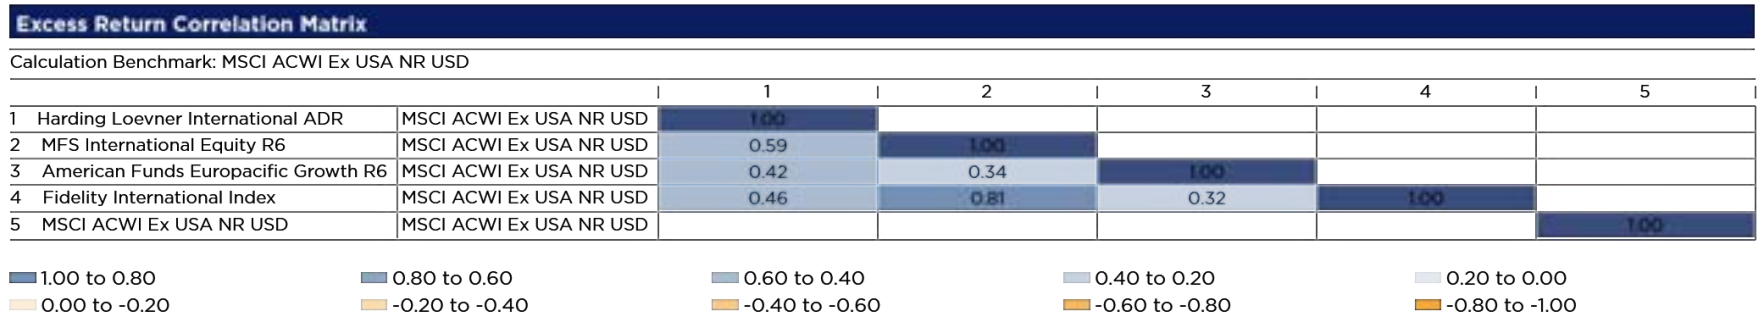 Excess Return Correlation Matrix
Calculation Benchmark: MSCI ACWI Ex USA NR USD
1 2 3 4 5
1 Harding Loevner International ADR MSCI ACWI Ex USA NR USD 1.00
2 MFS International Equity R6 MSCI ACWI Ex USA NR USD 0.59 1.00
3 American Funds Europacific Growth R6 MSCI ACWI Ex USA NR USD 0.42 0.34 1.00
4 Fidelity International Index MSCI ACWI Ex USA NR USD 0.46 0.81 0.32 1.00
5 MSCI ACWI Ex USA NR USD MSCI ACWI Ex USA NR USD 1.00
1.00 to 0.80 0.80 to 0.60 0.60 to 0.40 0.40 to 0.20 0.20 to 0.00
0.00 to -0.20 -0.20 to -0.40 -0.40 to -0.60 -0.60 to -0.80 -0.80 to -1.00